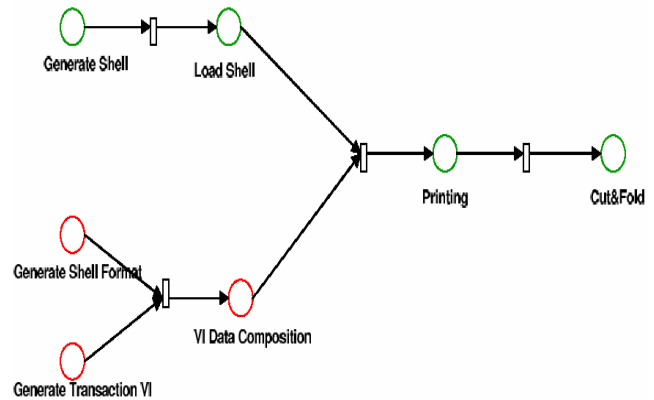 Generate Shell
Load Shell
Printing
Cut&Fold
Generate Shell Format
VI Data Composition
Generate Transaction VI